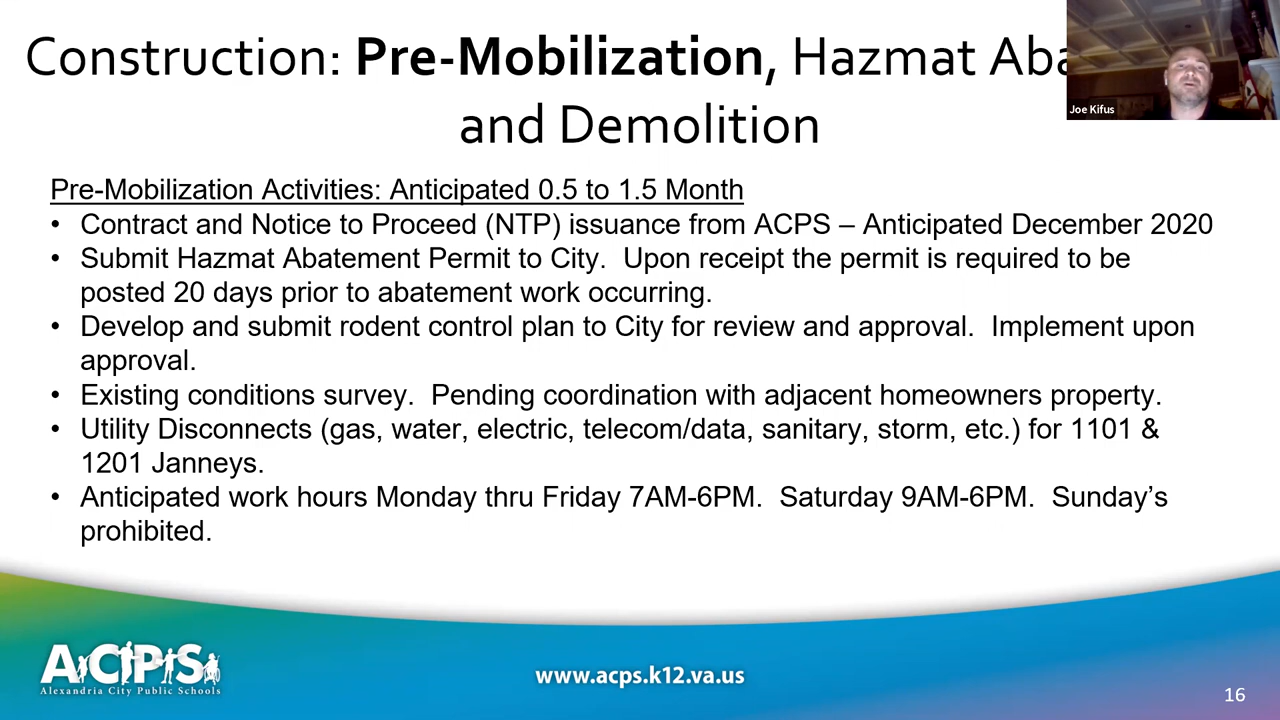 Construction: Pre-Mobilization, Hazmat
and Demolition
Joe Kifus
Pre-Mobilization Activities: Anticipated 0.5 to 1.5 Month
• Contract and Notice to Proceed (NTP) issuance from ACPS – Anticipated December 2020
• Submit Hazmat Abatement Permit to City.  Upon receipt the permit is required to be
posted 20 days prior to abatement work occurring.
• Develop and submit rodent control plan to City for review and approval.  Implement upon
approval.
• Existing conditions survey.  Pending coordination with adjacent homeowners property.
• Utility Disconnects (gas, water, electric, telecom/data, sanitary, storm, etc.) for 1101 &
1201 Janneys.
• Anticipated work hours Monday thru Friday 7AM-6PM.  Saturday 9AM-6PM.  Sunday’s
prohibited.
ACPS
Alexandria City Public Schools
www.acps.k12.va.us
16